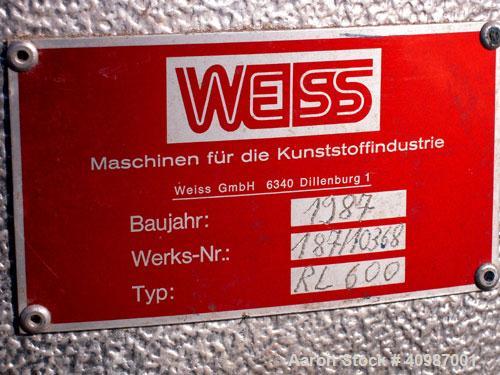 WEISS
Maschinen für die Kunststoffindustrie
Weiss GmbH 6340 Dillenburg 1
Baujahr: 1987
Werks-Nr.: 187/10368
Typ: RL 600
Aaron Stock # 40987001